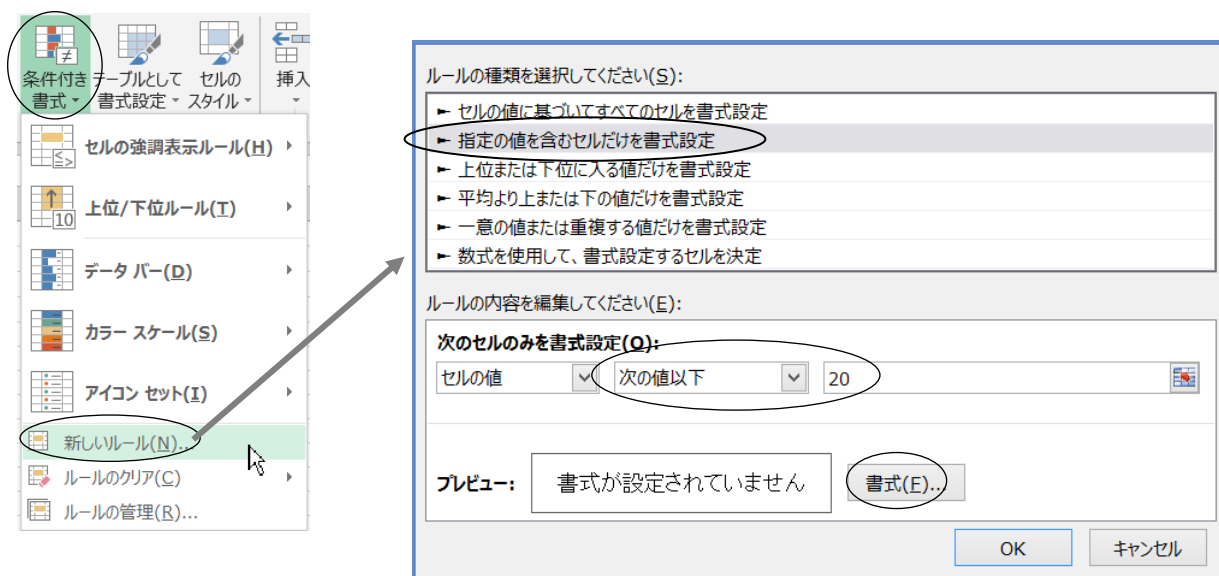 条件付き
書式
テーブルとして
書式設定
セルの
スタイル
挿入
≦>
セルの強調表示ルール(H)
10
上位/下位ルール(T)
データ バー(D)
カラー スケール(S)
アイコン セット(I)
新しいルール(N)...
ルールのクリア(C)
ルールの管理(R)...
ルールの種類を選択してください(S):
► セルの値に基づいてすべてのセルを書式設定
► 指定の値を含むセルだけを書式設定
► 上位または下位に入る値だけを書式設定
► 平均より上または下の値だけを書式設定
► 一意の値または重複する値だけを書式設定
► 数式を使用して、書式設定するセルを決定
ルールの内容を編集してください(E):
次のセルのみを書式設定(O):
セルの値 次の値以下 20
プレビュー: 書式が設定されていません 書式(F)...
OK キャンセル